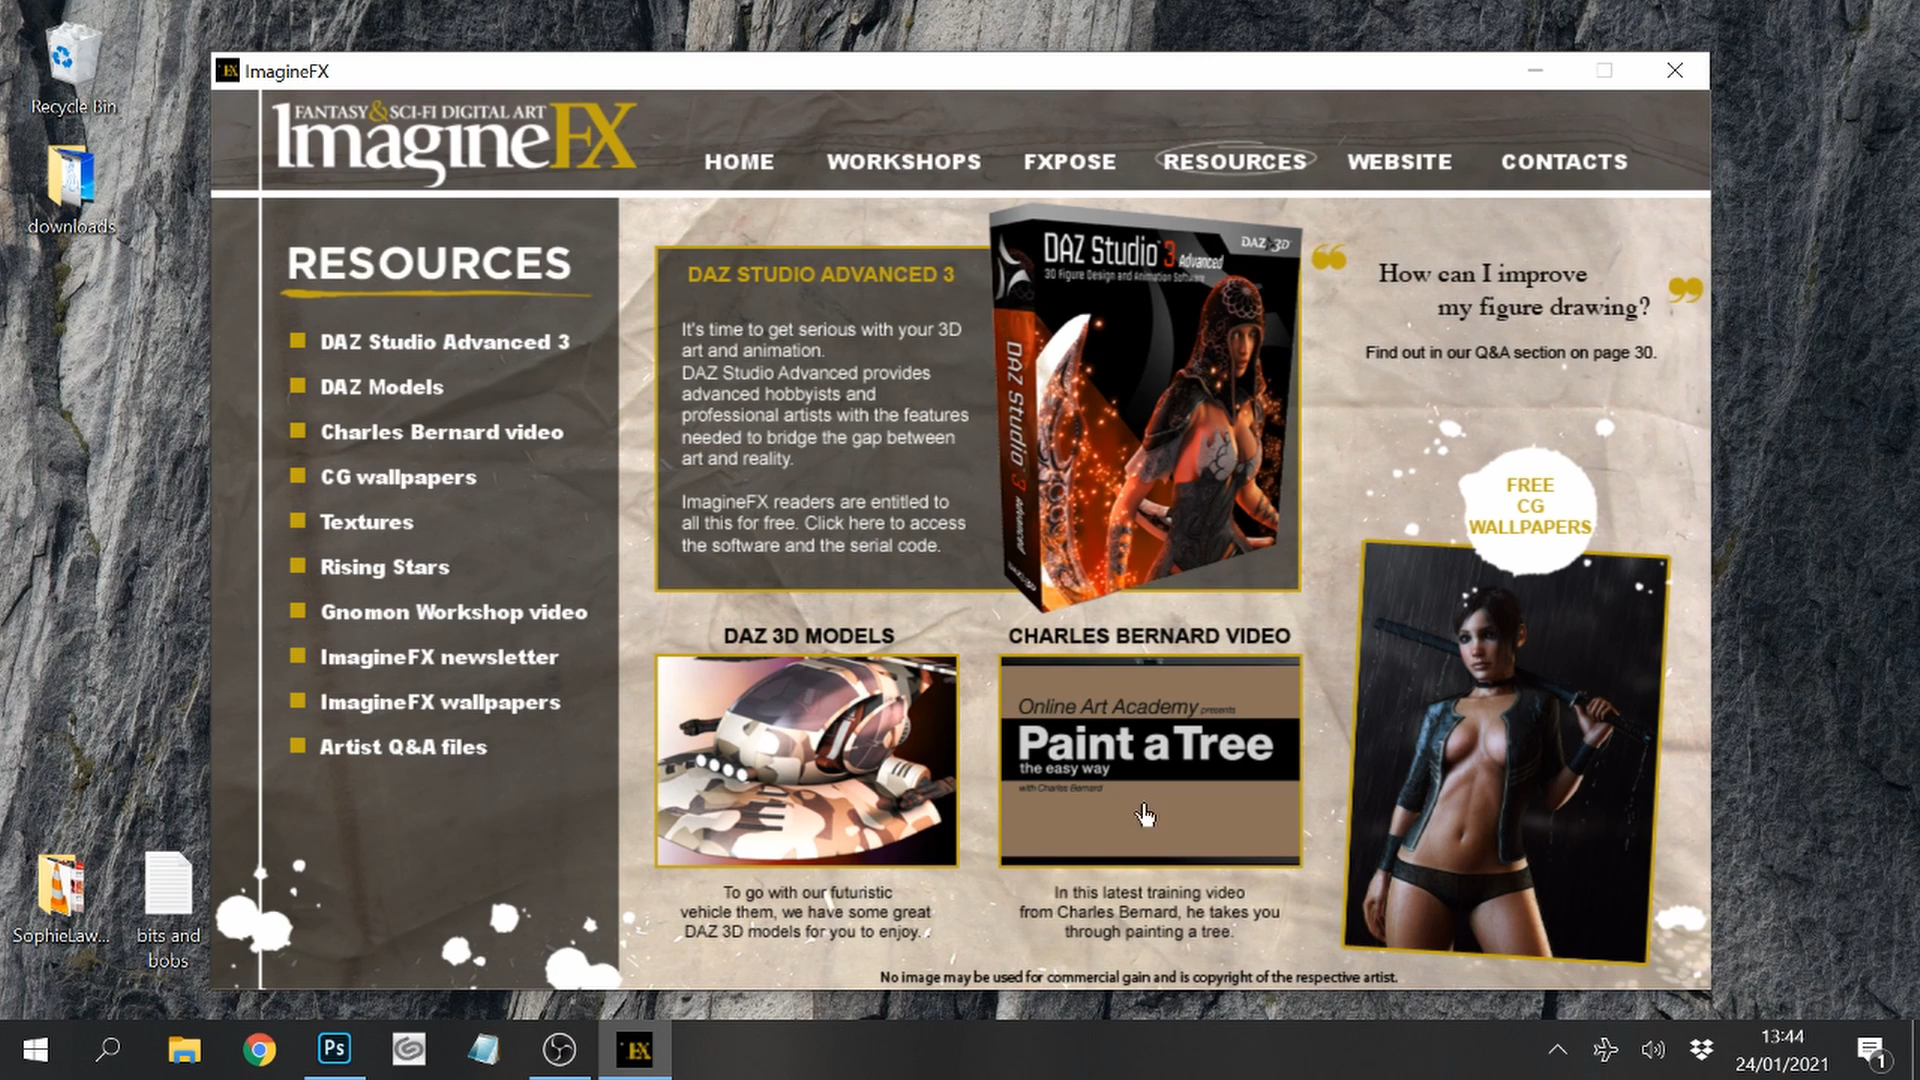 Recycle Bin
downloads
SophieLaw...
bits and
bobs
EX ImagineFX
FANTASY & SCI-FI DIGITAL ART
ImagineFX
HOME WORKSHOPS FXPOSE RESOURCES WEBSITE CONTACTS
RESOURCES
DAZ Studio Advanced 3
DAZ Models
Charles Bernard video
CG wallpapers
Textures
Rising Stars
Gnomon Workshop video
ImagineFX newsletter
ImagineFX wallpapers
Artist Q&A files
DAZ STUDIO ADVANCED 3
It's time to get serious with your 3D
art and animation.
DAZ Studio Advanced provides
advanced hobbyists and
professional artists with the features
needed to bridge the gap between
art and reality.
ImagineFX readers are entitled to
all this for free. Click here to access
the software and the serial code.
DAZ 3D
DAZ Studio™ 3 Advanced
3D Figure Design and Animation Software
DAZ Studio 3 Advanced
DAZ 3D
“ How can I improve
my figure drawing? ”
Find out in our Q&A section on page 30.
FREE
CG
WALLPAPERS
DAZ 3D MODELS
To go with our futuristic
vehicle them, we have some great
DAZ 3D models for you to enjoy.
CHARLES BERNARD VIDEO
Online Art Academy presents
Paint a Tree
the easy way
with Charles Bernard
In this latest training video
from Charles Bernard, he takes you
through painting a tree.
No image may be used for commercial gain and is copyright of the respective artist.
Ps
EX
13:44
24/01/2021
1